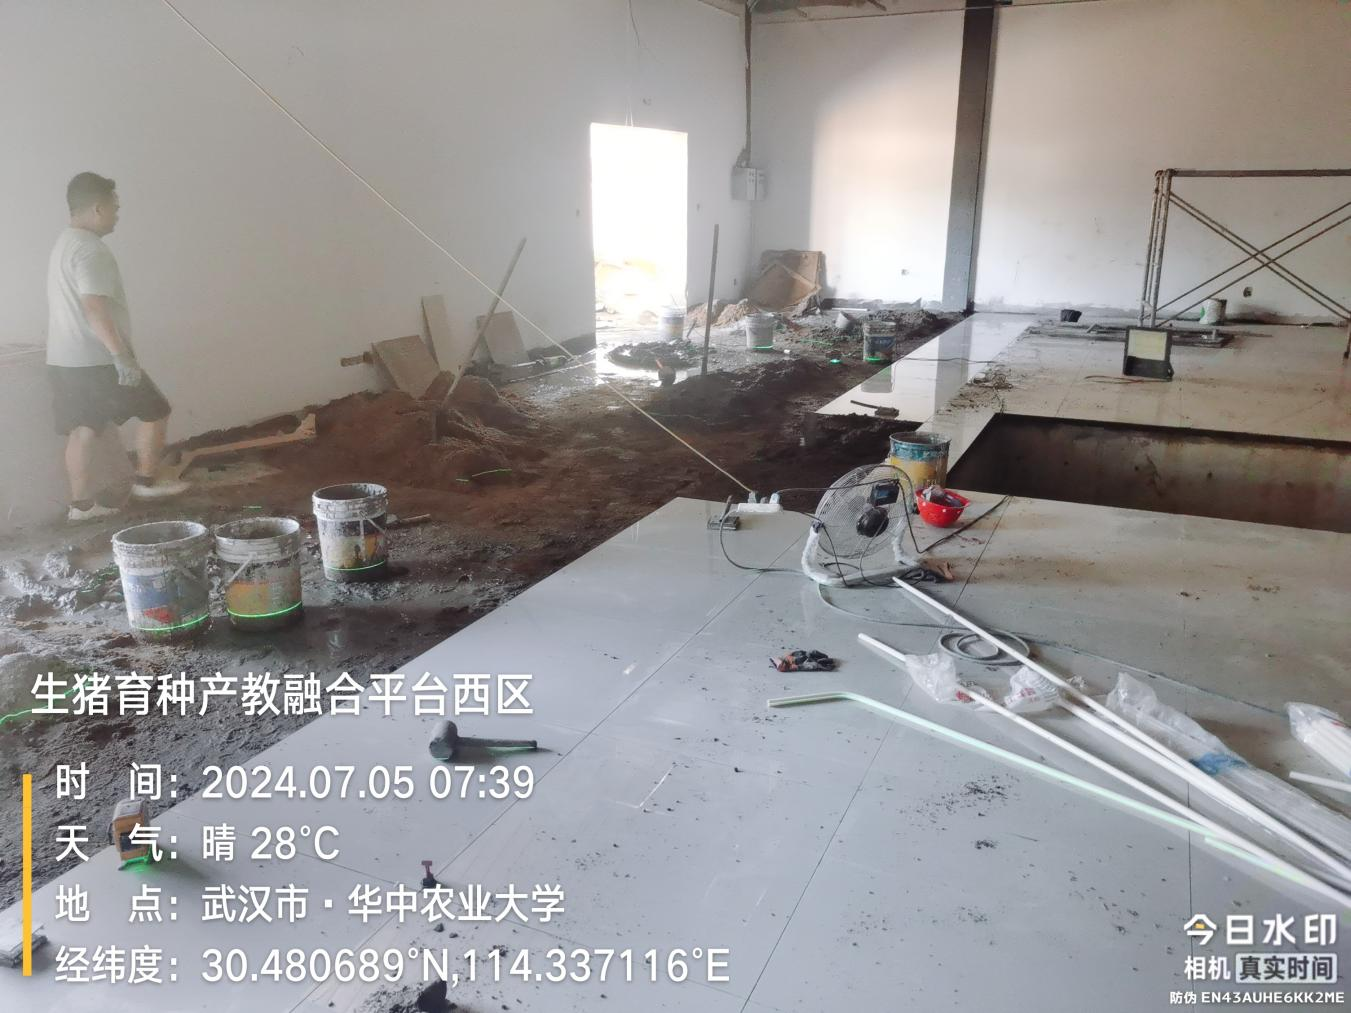 生猪育种产教融合平台西区
时 间：2024.07.05 07:39
天 气：晴 28°C
地 点：武汉市·华中农业大学
经纬度：30.480689°N,114.337116°E
今日水印
相机 真实时间
防伪 EN43AUHE6KK2ME